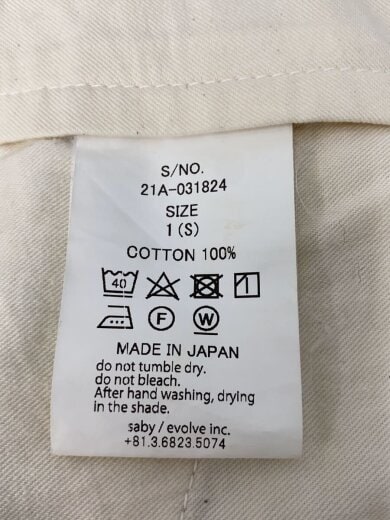 S/NO.
21A-031824
SIZE
1 (S)
COTTON 100%
40
F W
MADE IN JAPAN
do not tumble dry.
do not bleach.
After hand washing, drying
in the shade.
saby / evolve inc.
+81.3.6823.5074